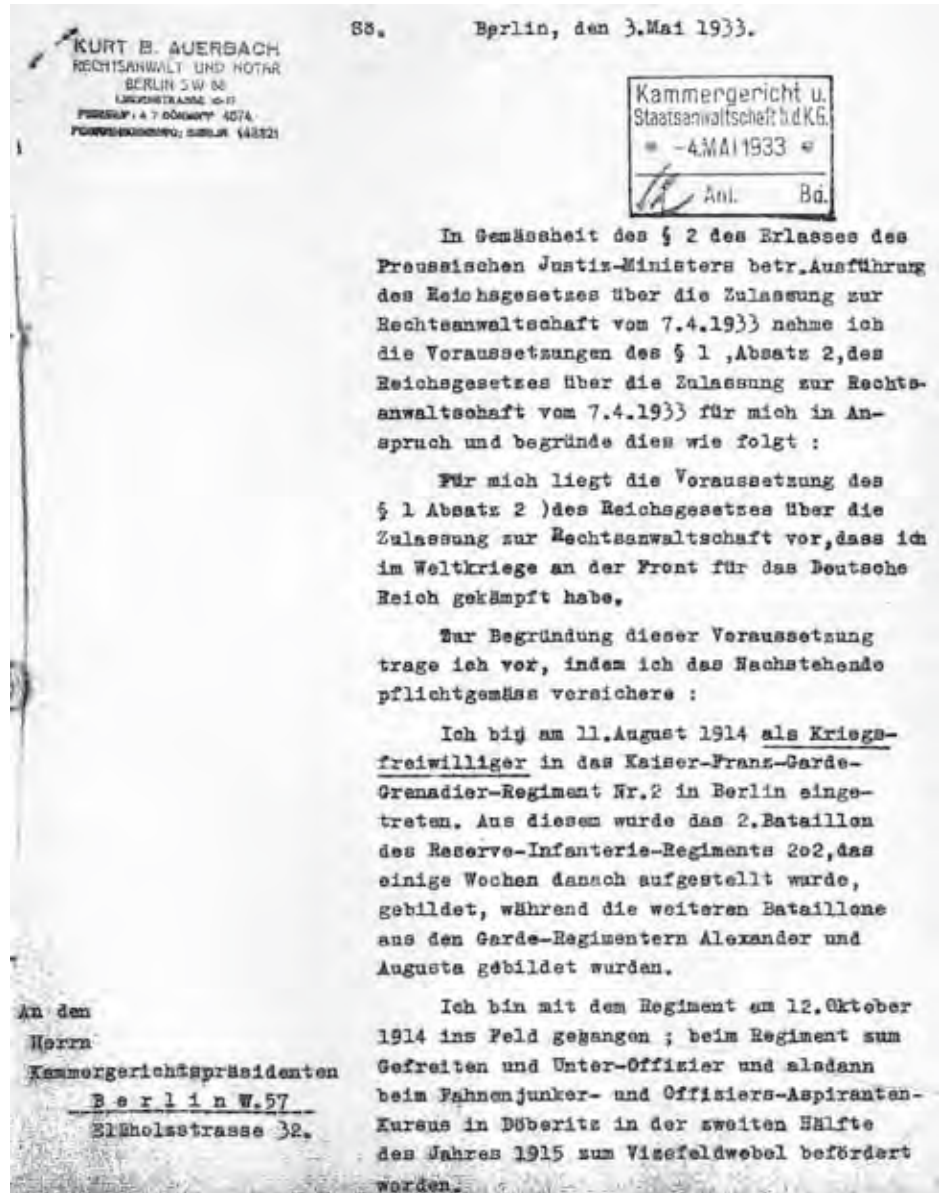 Sö. Berlin, den 3.Mai 1933.
KURT B. AUERBACH
RECHTSANWALT UND NOTAR
BERLIN SW 68
4074
Kammergericht u.
Staatsanwaltschaft b.d.K.G.
-4.MAI 1933
Anl. Bd.
In Gemässheit des § 2 des Erlasses des
Preussischen Justiz-Ministers betr.Ausführung
des Reichsgesetzes über die Zulassung zur
Rechtsanwaltschaft vom 7.4.1933 nehme ich
die Voraussetzungen des § 1 ,Absatz 2,des
Reichsgesetzes über die Zulassung zur Rechts-
anwaltschaft vom 7.4.1933 für mich in An-
spruch und begründe dies wie folgt :
Für mich liegt die Voraussetzung des
§ 1 Absatz 2 )des Reichsgesetzes über die
Zulassung zur Rechtsanwaltschaft vor,dass ich
im Weltkriege an der Front für das Deutsche
Reich gekämpft habe.
Zur Begründung dieser Voraussetzung
trage ich vor, indem ich das Nachstehende
pflichtgemäss versichere :
Ich bin am 11.August 1914 als Kriegs-
freiwilliger in das Kaiser-Franz-Garde-
Grenadier-Regiment Nr.2 in Berlin einge-
treten. Aus diesem wurde das 2.Bataillon
des Reserve-Infanterie-Regiments 2o2,das
einige Wochen danach aufgestellt wurde,
gebildet, während die weiteren Bataillone
aus den Garde-Regimentern Alexander und
Augusta gebildet wurden.
Ich bin mit dem Regiment am 12.Oktober
1914 ins Feld gegangen ; beim Regiment zum
Gefreiten und Unter-Offizier und alsdann
beim Fahnenjunker- und Offiziers-Aspiranten-
Kursus in Döberitz in der zweiten Hälfte
des Jahres 1915 zum Vizefeldwebel befördert
worden.
An den
Herrn
Kammergerichtspräsidenten
B e r l i n W.57
Elßholzstrasse 32.